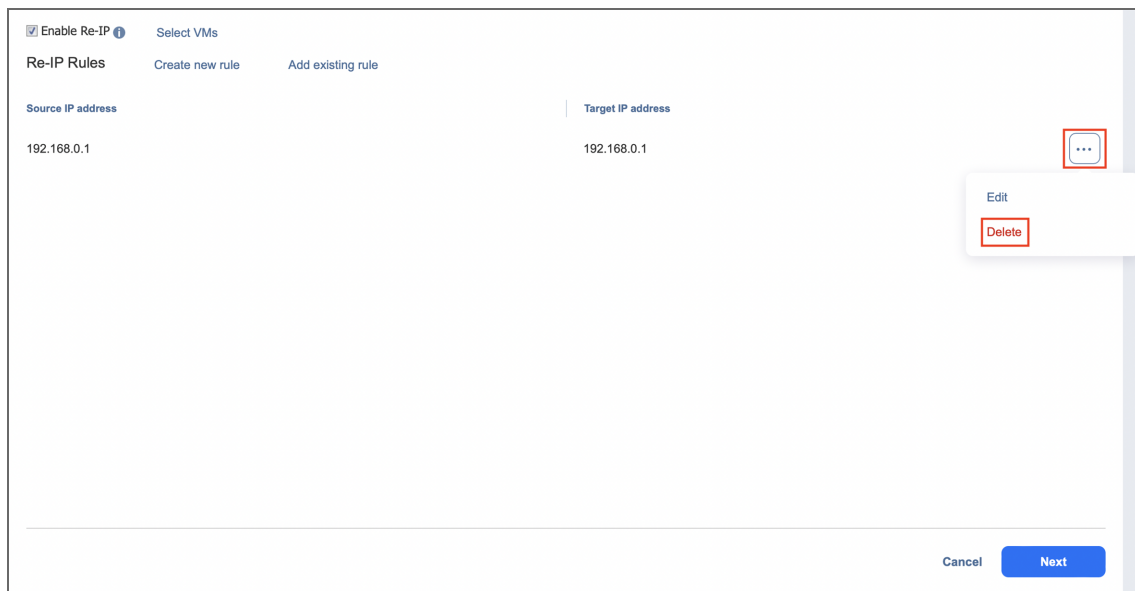 Enable Re-IP Select VMs
Re-IP Rules Create new rule Add existing rule
Source IP address Target IP address
192.168.0.1 192.168.0.1
Edit
Delete
Cancel Next